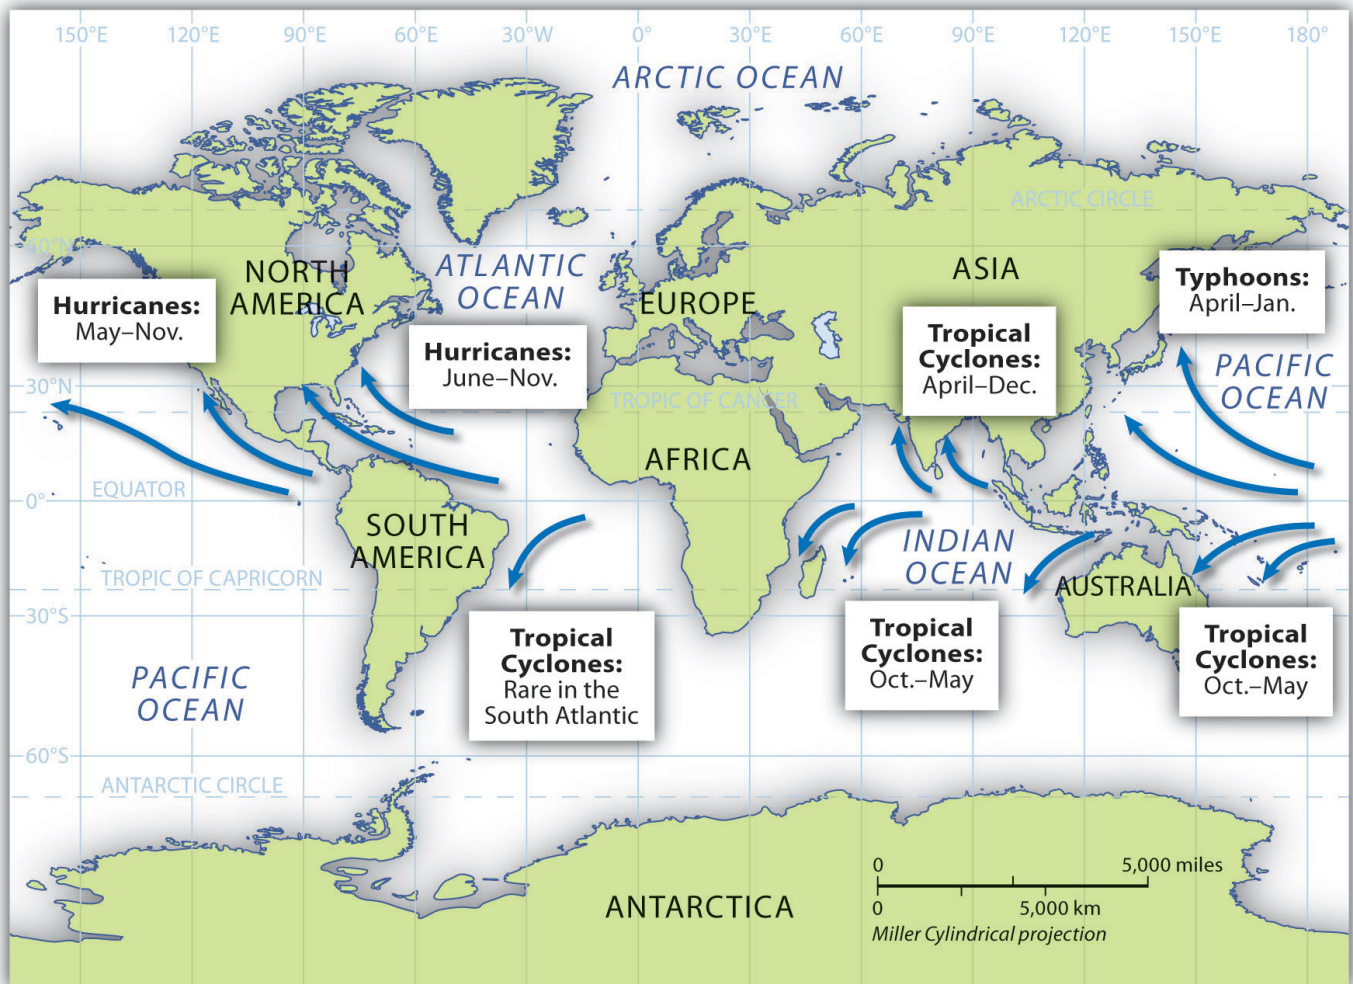 150°E 120°E 90°E 60°E 30°W 0° 30°E 60°E 90°E 120°E 150°E 180°
ARCTIC OCEAN
ARCTIC CIRCLE
60°N
NORTH
AMERICA
ATLANTIC
OCEAN
EUROPE
ASIA
Hurricanes:
May–Nov.
Hurricanes:
June–Nov.
Tropical
Cyclones:
April–Dec.
Typhoons:
April–Jan.
PACIFIC
OCEAN
30°N
TROPIC OF CANCER
AFRICA
EQUATOR
0°
SOUTH
AMERICA
INDIAN
OCEAN
TROPIC OF CAPRICORN
AUSTRALIA
30°S
Tropical
Cyclones:
Rare in the
South Atlantic
Tropical
Cyclones:
Oct.–May
Tropical
Cyclones:
Oct.–May
PACIFIC
OCEAN
60°S
ANTARCTIC CIRCLE
ANTARCTICA
0 5,000 miles
0 5,000 km
Miller Cylindrical projection